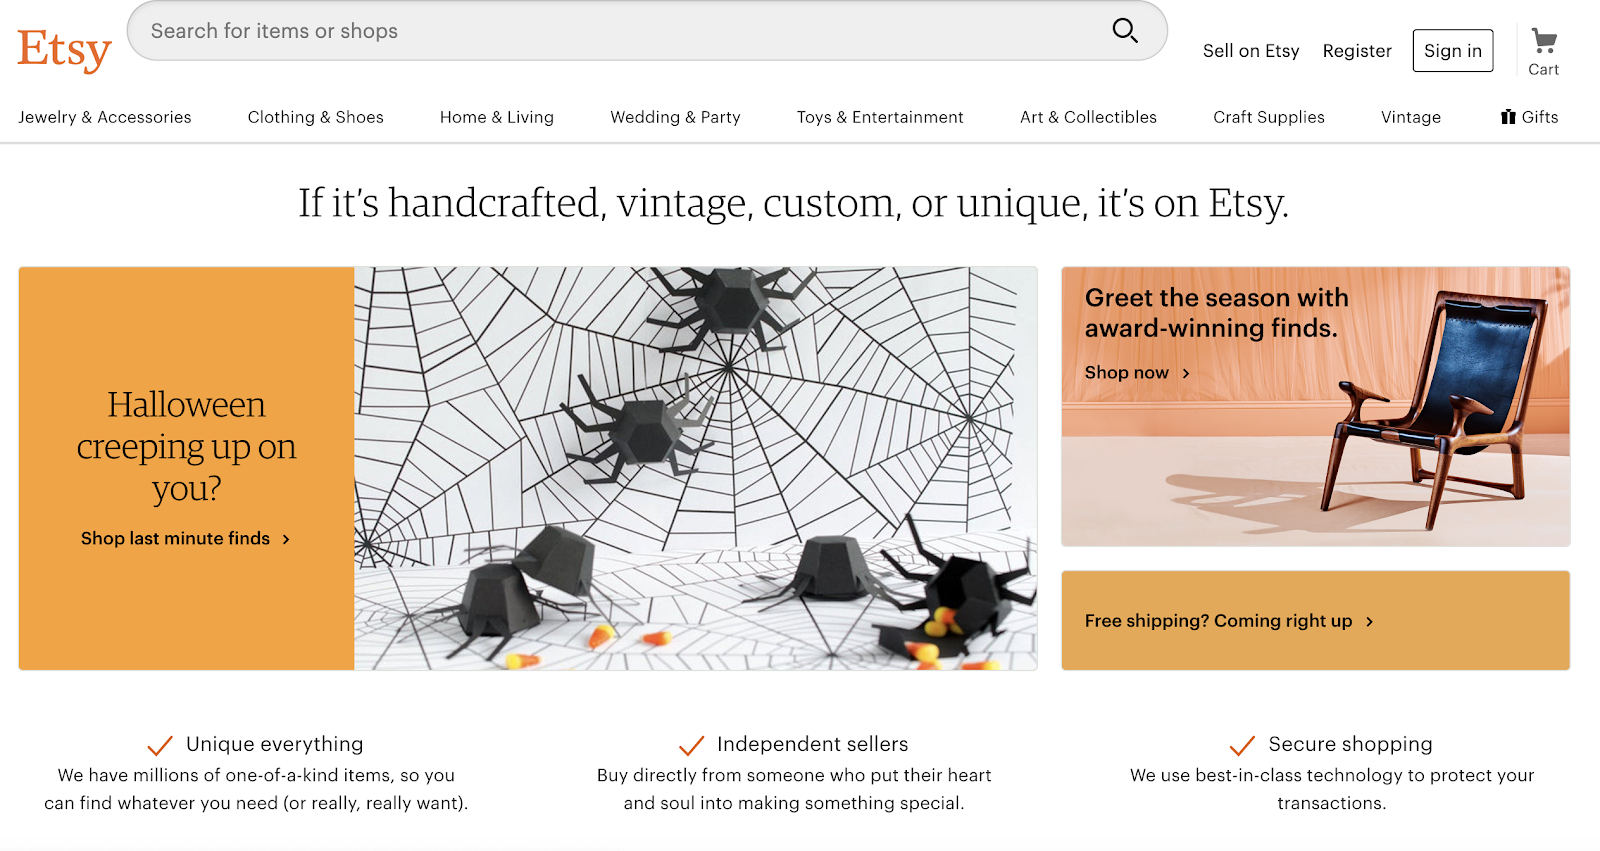 Etsy
Search for items or shops
Sell on Etsy
Register
Sign in
Cart
Jewelry & Accessories
Clothing & Shoes
Home & Living
Wedding & Party
Toys & Entertainment
Art & Collectibles
Craft Supplies
Vintage
Gifts
If it’s handcrafted, vintage, custom, or unique, it’s on Etsy.
Halloween
creeping up on
you?
Shop last minute finds
Greet the season with
award-winning finds.
Shop now
Free shipping? Coming right up
Unique everything
We have millions of one-of-a-kind items, so you
can find whatever you need (or really, really want).
Independent sellers
Buy directly from someone who put their heart
and soul into making something special.
Secure shopping
We use best-in-class technology to protect your
transactions.